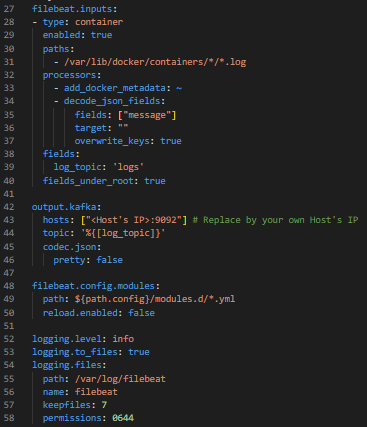 27 filebeat.inputs:
28 - type: container
29   enabled: true
30   paths:
31     - /var/lib/docker/containers/*/*.log
32   processors:
33     - add_docker_metadata: ~
34     - decode_json_fields:
35         fields: ["message"]
36         target: ""
37         overwrite_keys: true
38   fields:
39     log_topic: 'logs'
40   fields_under_root: true
41
42 output.kafka:
43   hosts: ["<Host's IP>:9092"] # Replace by your own Host's IP
44   topic: '%{[log_topic]}'
45   codec.json:
46     pretty: false
47
48 filebeat.config.modules:
49   path: ${path.config}/modules.d/*.yml
50   reload.enabled: false
51
52 logging.level: info
53 logging.to_files: true
54 logging.files:
55   path: /var/log/filebeat
56   name: filebeat
57   keepfiles: 7
58   permissions: 0644